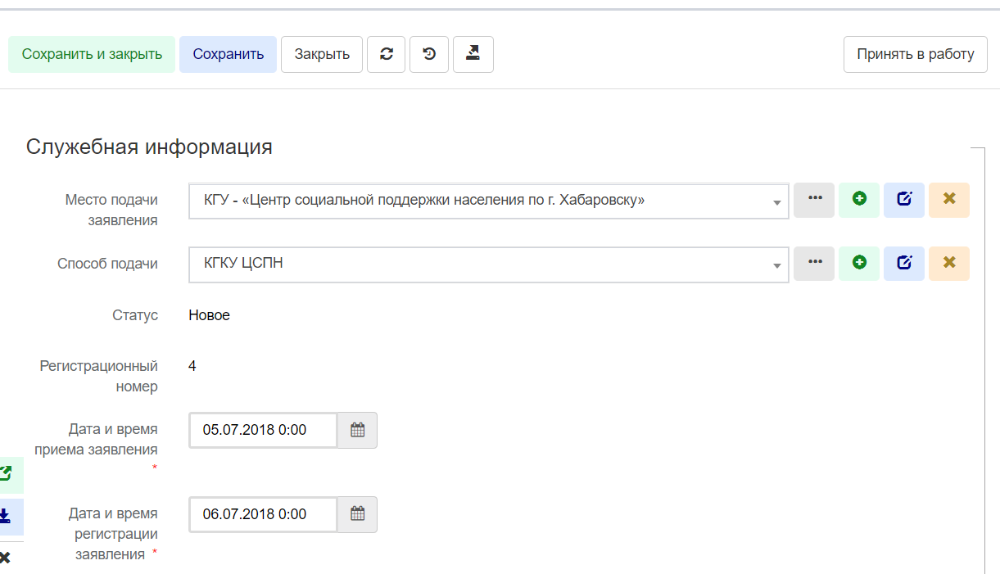 Сохранить и закрыть Сохранить Закрыть Принять в работу
Служебная информация
Место подачи
заявления
КГУ - «Центр социальной поддержки населения по г. Хабаровску»
Способ подачи КГКУ ЦСПН
Статус Новое
Регистрационный
номер
4
Дата и время
приема заявления
*
05.07.2018 0:00
Дата и время
регистрации
заявления *
06.07.2018 0:00